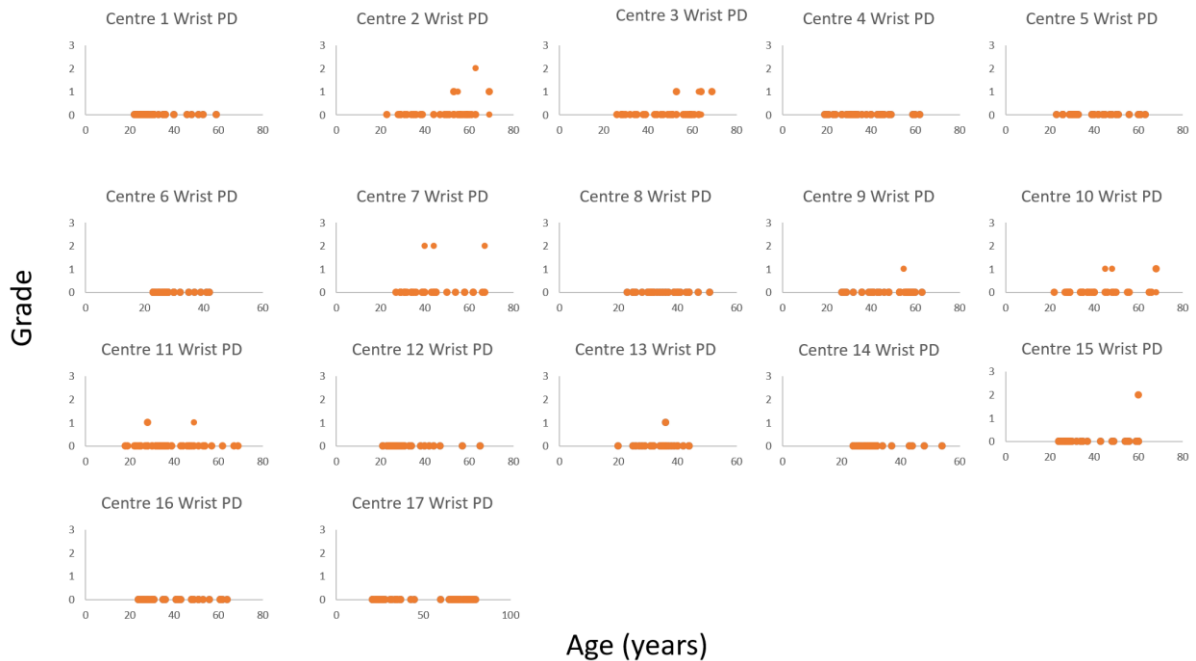 Centre 1 Wrist PD
3
2
1
0
0 20 40 60 80
Centre 2 Wrist PD
3
2
1
0
0 20 40 60 80
Centre 3 Wrist PD
3
2
1
0
0 20 40 60 80
Centre 4 Wrist PD
3
2
1
0
0 20 40 60 80
Centre 5 Wrist PD
3
2
1
0
0 20 40 60 80
Grade
Centre 6 Wrist PD
3
2
1
0
0 20 40 60
Centre 7 Wrist PD
3
2
1
0
0 20 40 60 80
Centre 8 Wrist PD
3
2
1
0
0 20 40 60
Centre 9 Wrist PD
3
2
1
0
0 20 40 60 80
Centre 10 Wrist PD
3
2
1
0
0 20 40 60 80
Centre 11 Wrist PD
3
2
1
0
0 20 40 60 80
Centre 12 Wrist PD
3
2
1
0
0 20 40 60 80
Centre 13 Wrist PD
3
2
1
0
0 20 40 60
Centre 14 Wrist PD
3
2
1
0
0 20 40 60
Centre 15 Wrist PD
3
2
1
0
0 20 40 60 80
Centre 16 Wrist PD
3
2
1
0
0 20 40 60 80
Centre 17 Wrist PD
3
2
1
0
0 50 100
Age (years)